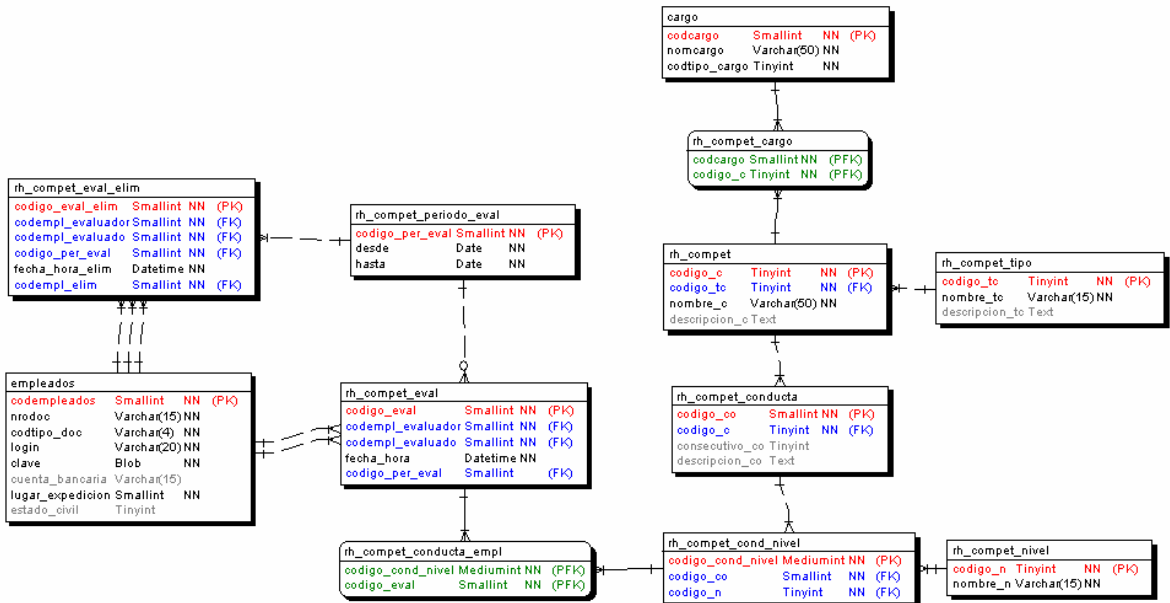 cargo
codcargo Smallint NN (PK)
nomcargo Varchar(50) NN
codtipo_cargo Tinyint NN
rh_compet_cargo
codcargo Smallint NN (PFK)
codigo_c Tinyint NN (PFK)
rh_compet_eval_elim
codigo_eval_elim Smallint NN (PK)
codempl_evaluador Smallint NN (FK)
codempl_evaluado Smallint NN (FK)
codigo_per_eval Smallint NN (FK)
fecha_hora_elim Datetime NN
codempl_elim Smallint NN (FK)
rh_compet_periodo_eval
codigo_per_eval Smallint NN (PK)
desde Date NN
hasta Date NN
rh_compet
codigo_c Tinyint NN (PK)
codigo_tc Tinyint NN (FK)
nombre_c Varchar(50) NN
descripcion_c Text
rh_compet_tipo
codigo_tc Tinyint NN (PK)
nombre_tc Varchar(15) NN
descripcion_tc Text
empleados
codempleados Smallint NN (PK)
nrodoc Varchar(15) NN
codtipo_doc Varchar(4) NN
login Varchar(20) NN
clave Blob NN
cuenta_bancaria Varchar(15)
lugar_expedicion Smallint NN
estado_civil Tinyint
rh_compet_eval
codigo_eval Smallint NN (PK)
codempl_evaluador Smallint NN (FK)
codempl_evaluado Smallint NN (FK)
fecha_hora Datetime NN
codigo_per_eval Smallint (FK)
rh_compet_conducta
codigo_co Smallint NN (PK)
codigo_c Tinyint NN (FK)
consecutivo_co Tinyint
descripcion_co Text
rh_compet_conducta_empl
codigo_cond_nivel Mediumint NN (PFK)
codigo_eval Smallint NN (PFK)
rh_compet_cond_nivel
codigo_cond_nivel Mediumint NN (PK)
codigo_co Smallint NN (FK)
codigo_n Tinyint NN (FK)
rh_compet_nivel
codigo_n Tinyint NN (PK)
nombre_n Varchar(15) NN